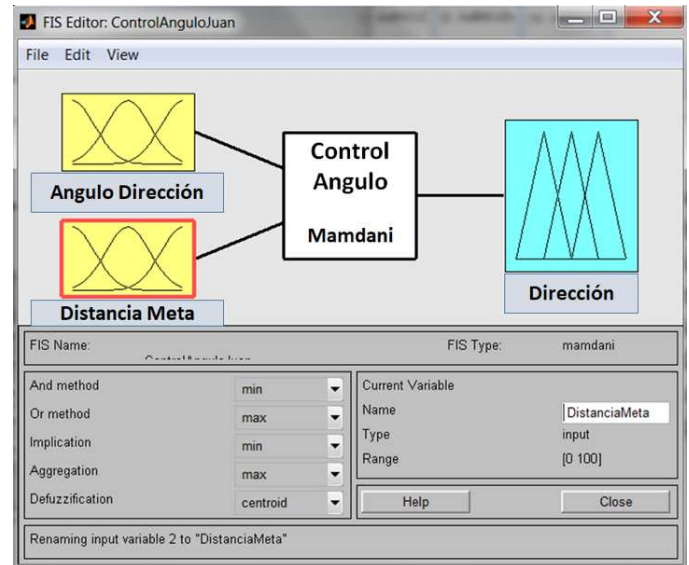 FIS Editor: ControlAnguloJuan
File Edit View
Angulo Dirección
Distancia Meta
Control
Angulo
Mamdani
Dirección
FIS Name:
FIS Type: mamdani
And method min
Or method max
Implication min
Aggregation max
Defuzzification centroid
Current Variable
Name DistanciaMeta
Type input
Range [0 100]
Help Close
Renaming input variable 2 to "DistanciaMeta"